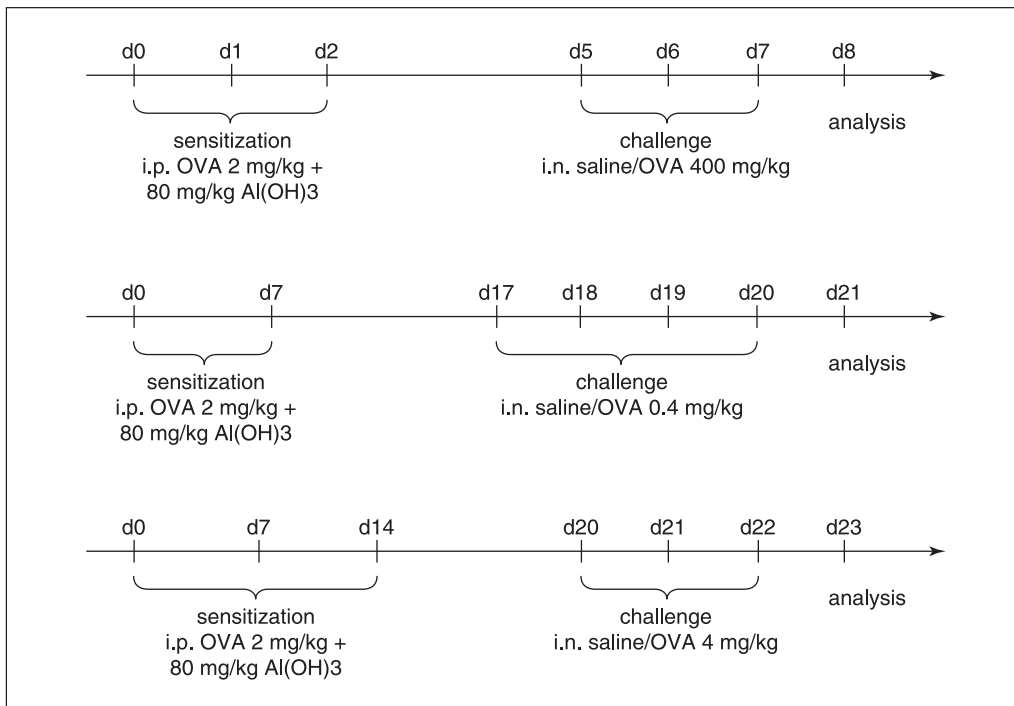 d0 d1 d2 d5 d6 d7 d8
sensitization
i.p. OVA 2 mg/kg +
80 mg/kg Al(OH)3
challenge
i.n. saline/OVA 400 mg/kg
analysis
d0 d7 d17 d18 d19 d20 d21
sensitization
i.p. OVA 2 mg/kg +
80 mg/kg Al(OH)3
challenge
i.n. saline/OVA 0.4 mg/kg
analysis
d0 d7 d14 d20 d21 d22 d23
sensitization
i.p. OVA 2 mg/kg +
80 mg/kg Al(OH)3
challenge
i.n. saline/OVA 4 mg/kg
analysis